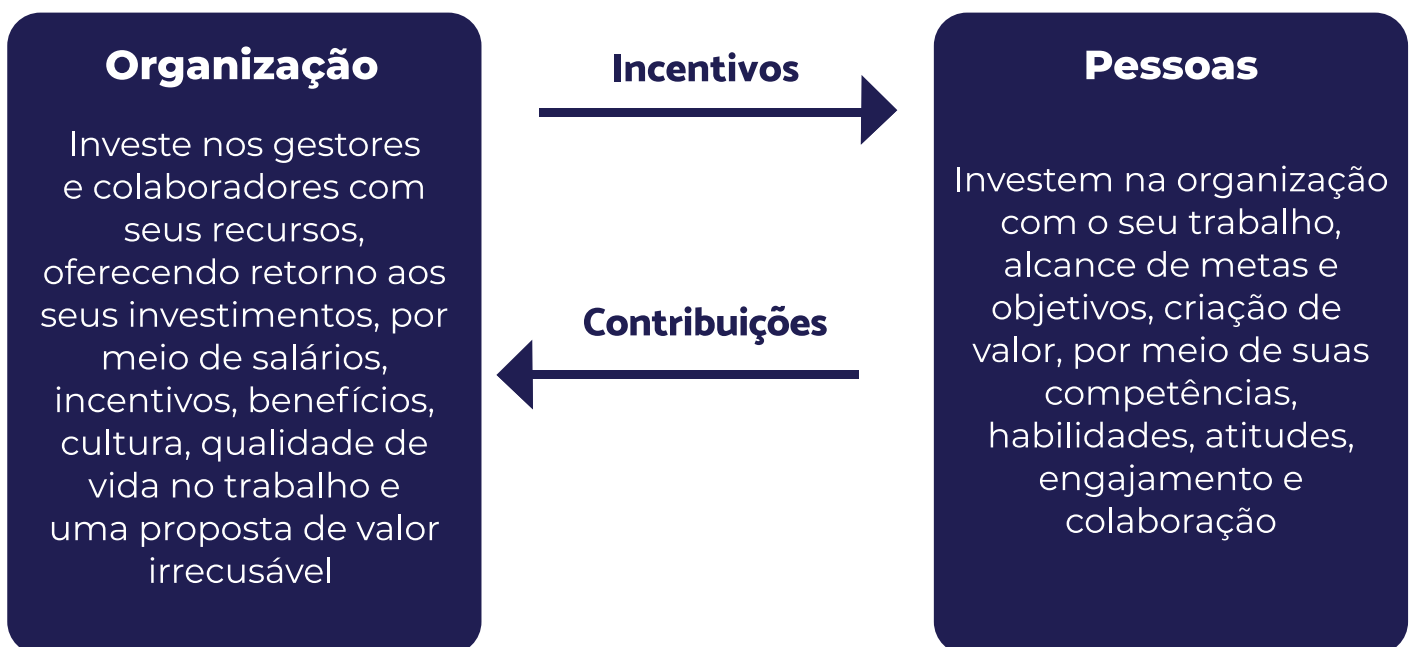 Organização
Investe nos gestores
e colaboradores com
seus recursos,
oferecendo retorno aos
seus investimentos, por
meio de salários,
incentivos, benefícios,
cultura, qualidade de
vida no trabalho e
uma proposta de valor
irrecusável
Incentivos
Contribuições
Pessoas
Investem na organização
com o seu trabalho,
alcance de metas e
objetivos, criação de
valor, por meio de suas
competências,
habilidades, atitudes,
engajamento e
colaboração